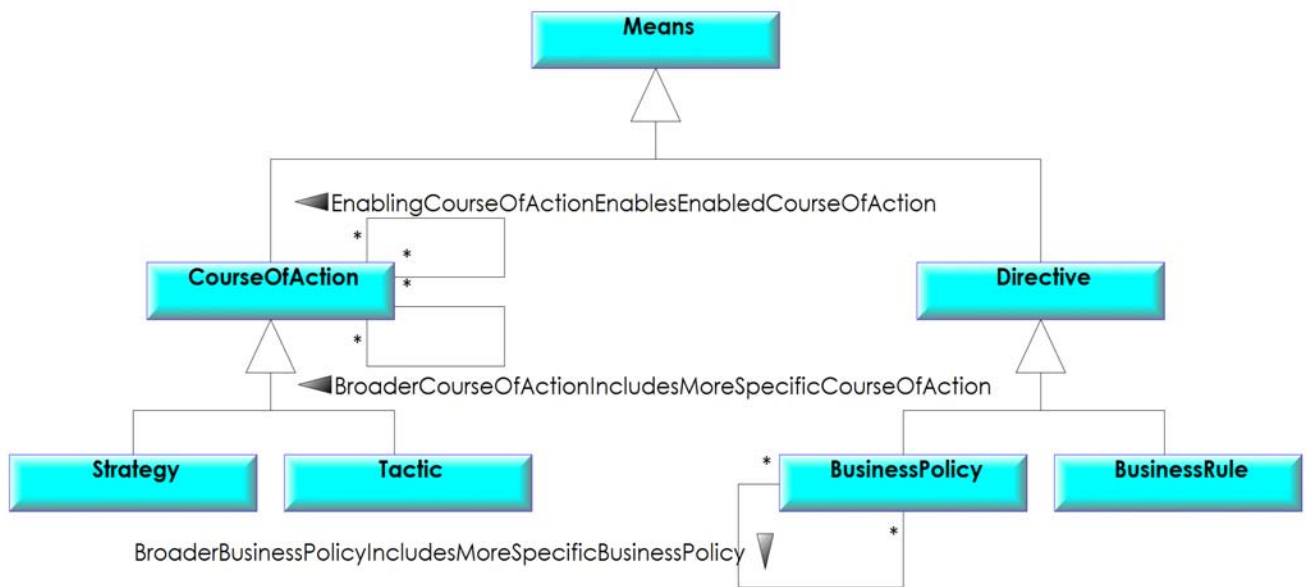 Means
EnablingCourseOfActionEnablesEnabledCourseOfAction
*
*
CourseOfAction
*
Directive
*
BroaderCourseOfActionIncludesMoreSpecificCourseOfAction
Strategy
Tactic
*
BusinessPolicy
BusinessRule
*
BroaderBusinessPolicyIncludesMoreSpecificBusinessPolicy